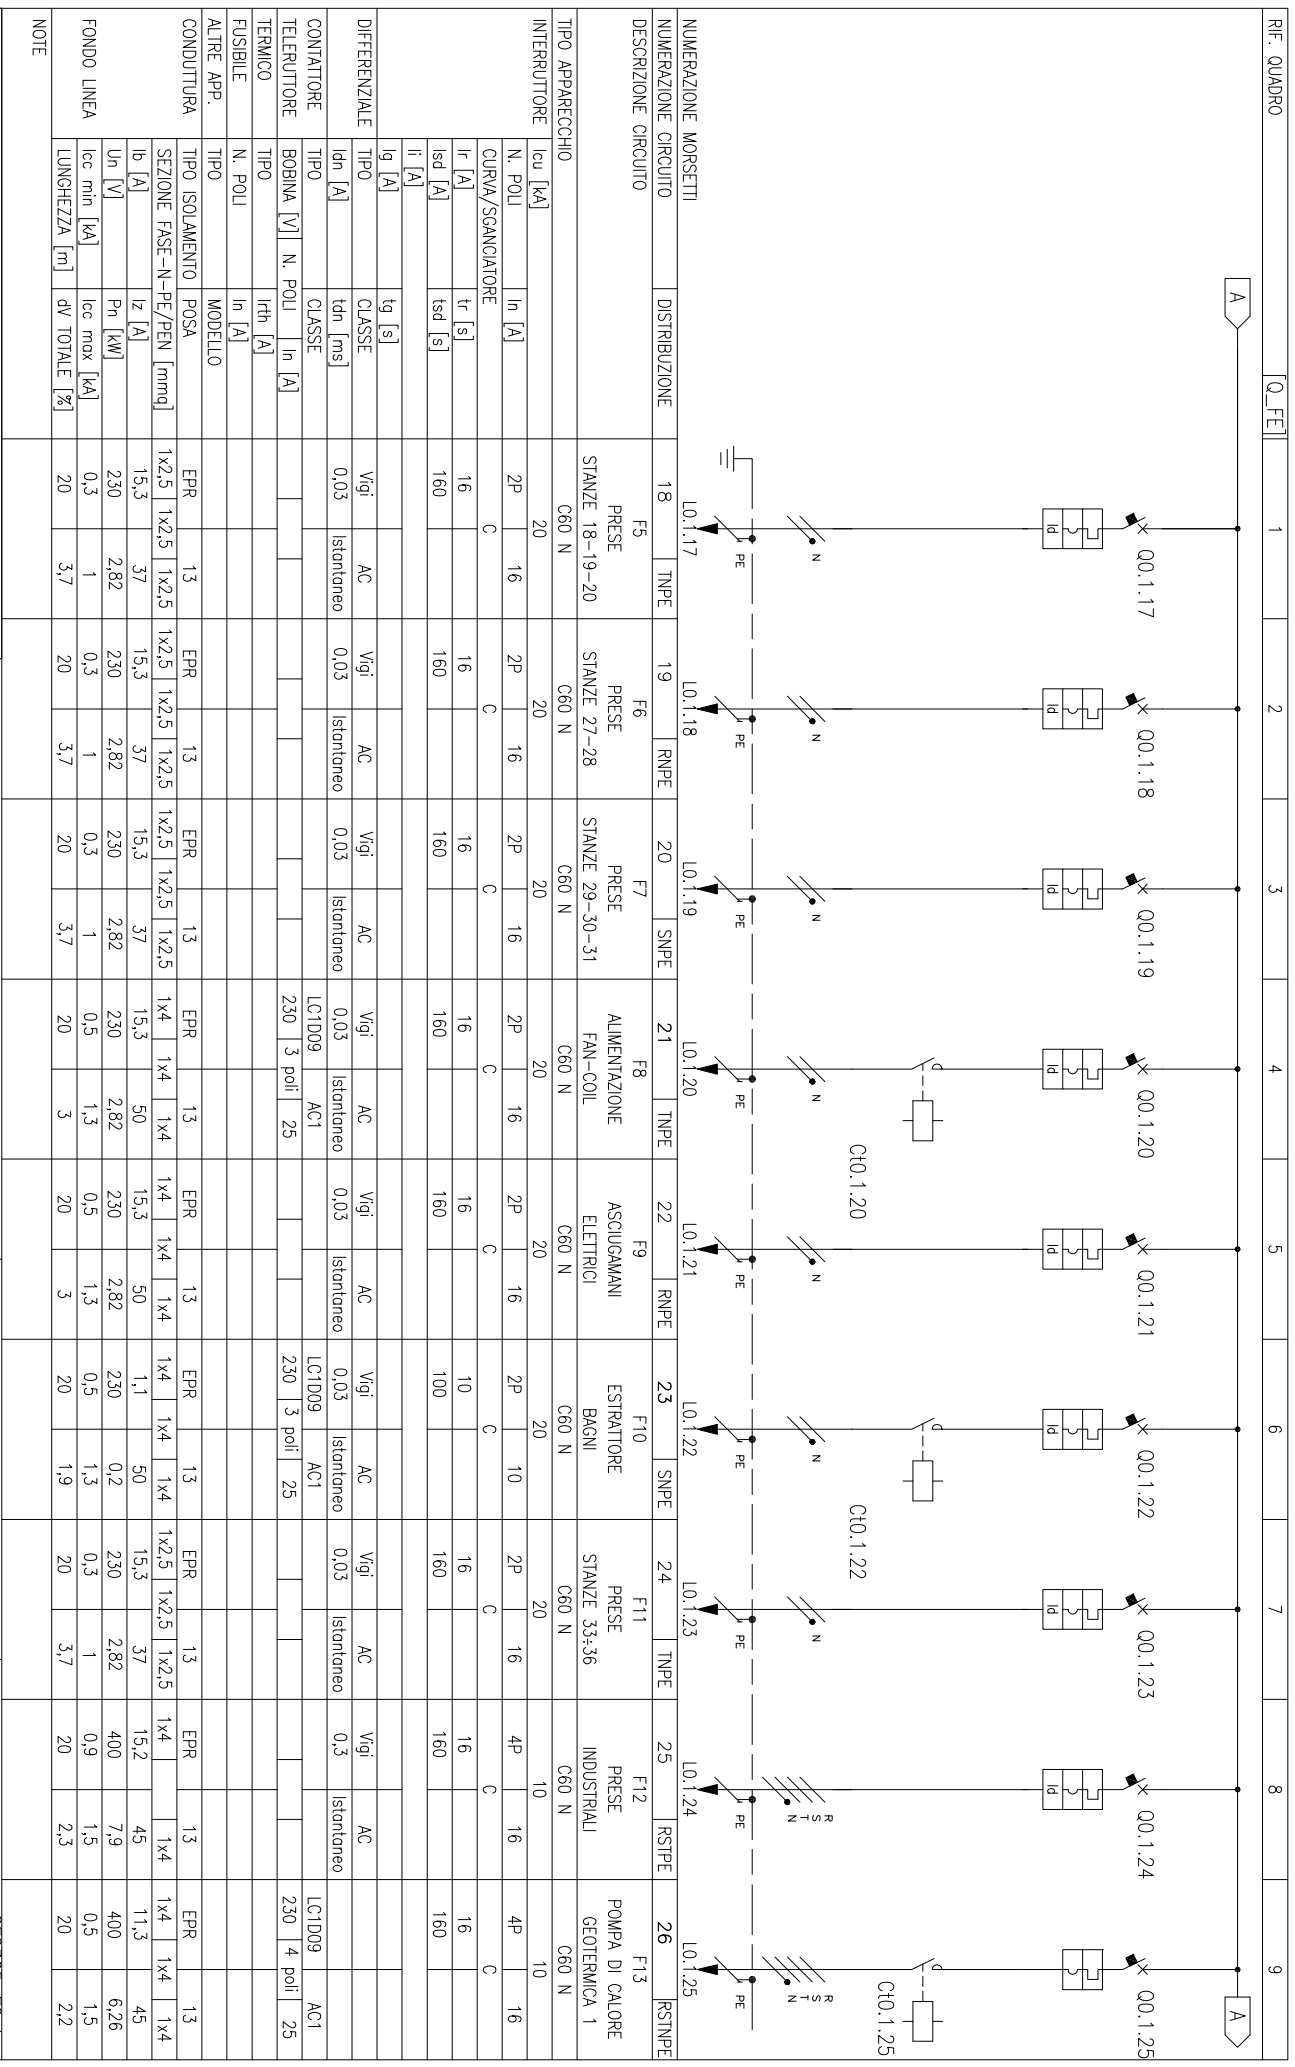 RIF. QUADRO [Q_FE] 1 2 3 4 5 6 7 8 9
A A
Q0.1.17 Q0.1.18 Q0.1.19 Q0.1.20 Q0.1.21 Q0.1.22 Q0.1.23 Q0.1.24 Q0.1.25
Id Id Id Id Id Id Id Id
Ct0.1.20 Ct0.1.22 Ct0.1.25
N N N N N N N R S T N R S T N
PE PE PE PE PE PE PE PE PE
NUMERAZIONE MORSETTI L0.1.17 L0.1.18 L0.1.19 L0.1.20 L0.1.21 L0.1.22 L0.1.23 L0.1.24 L0.1.25
NUMERAZIONE CIRCUITO DISTRIBUZIONE 18 TNPE 19 RNPE 20 SNPE 21 TNPE 22 RNPE 23 SNPE 24 TNPE 25 RSTPE 26 RSTNPE
DESCRIZIONE CIRCUITO F5 F6 F7 F8 F9 F10 F11 F12 F13
PRESE PRESE PRESE ALIMENTAZIONE ASCIUGAMANI ESTRATTORE PRESE PRESE POMPA DI CALORE
STANZE 18-19-20 STANZE 27-28 STANZE 29-30-31 FAN-COIL ELETTRICI BAGNI STANZE 33÷36 INDUSTRIALI GEOTERMICA 1
TIPO APPARECCHIO C60 N C60 N C60 N C60 N C60 N C60 N C60 N C60 N C60 N
INTERRUTTORE Icu [kA] 20 20 20 20 20 20 20 10 10
N. POLI In [A] 2P 16 2P 16 2P 16 2P 16 2P 16 2P 10 2P 16 4P 16 4P 16
CURVA/SGANCIATORE C C C C C C C C C
Ir [A] tr [s] 16 16 16 16 16 10 16 16 16
Isd [A] tsd [s] 160 160 160 160 160 100 160 160 160
Ii [A]
Ig [A] tg [s]
DIFFERENZIALE TIPO CLASSE Vigi AC Vigi AC Vigi AC Vigi AC Vigi AC Vigi AC Vigi AC Vigi AC
Idn [A] tdn [ms] 0,03 Istantaneo 0,03 Istantaneo 0,03 Istantaneo 0,03 Istantaneo 0,03 Istantaneo 0,03 Istantaneo 0,03 Istantaneo 0,3 Istantaneo
CONTATTORE TIPO CLASSE LC1D09 AC1 LC1D09 AC1 LC1D09 AC1
TELERUTTORE BOBINA [V] N. POLI In [A] 230 3 poli 25 230 3 poli 25 230 4 poli 25
TERMICO TIPO Irth [A]
FUSIBILE N. POLI In [A]
ALTRE APP. TIPO MODELLO
CONDUTTURA TIPO ISOLAMENTO POSA EPR 13 EPR 13 EPR 13 EPR 13 EPR 13 EPR 13 EPR 13 EPR 13 EPR 13
SEZIONE FASE-N-PE/PEN [mmq] 1x2,5 1x2,5 1x2,5 1x2,5 1x2,5 1x2,5 1x2,5 1x2,5 1x2,5 1x4 1x4 1x4 1x4 1x4 1x4 1x4 1x4 1x4 1x2,5 1x2,5 1x2,5 1x4 1x4 1x4 1x4 1x4
Ib [A] Iz [A] 15,3 37 15,3 37 15,3 37 15,3 50 15,3 50 1,1 50 15,3 37 15,2 45 11,3 45
FONDO LINEA Un [V] Pn [kW] 230 2,82 230 2,82 230 2,82 230 2,82 230 2,82 230 0,2 230 2,82 400 7,9 400 6,26
Icc min [kA] Icc max [kA] 0,3 1 0,3 1 0,3 1 0,5 1,3 0,5 1,3 0,5 1,3 0,3 1 0,9 1,5 0,5 1,5
LUNGHEZZA [m] dV TOTALE [%] 20 3,7 20 3,7 20 3,7 20 3 20 3 20 1,9 20 3,7 20 2,3 20 2,2
NOTE